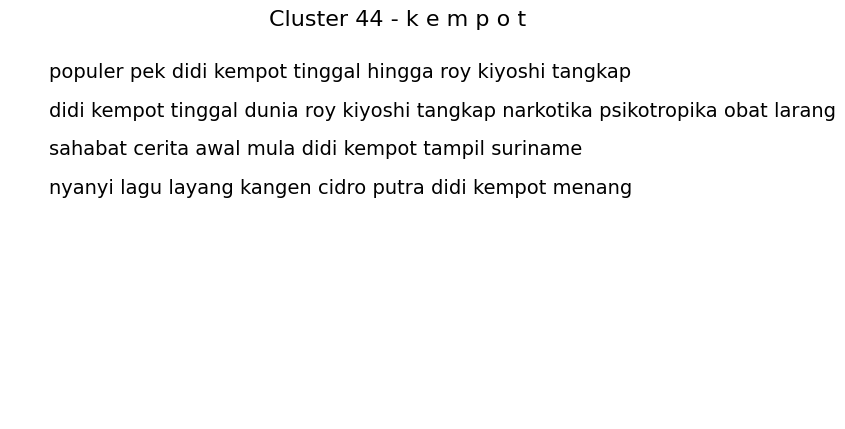 Cluster 44 - k e m p o t
populer pek didi kempot tinggal hingga roy kiyoshi tangkap
didi kempot tinggal dunia roy kiyoshi tangkap narkotika psikotropika obat larang
sahabat cerita awal mula didi kempot tampil suriname
nyanyi lagu layang kangen cidro putra didi kempot menang